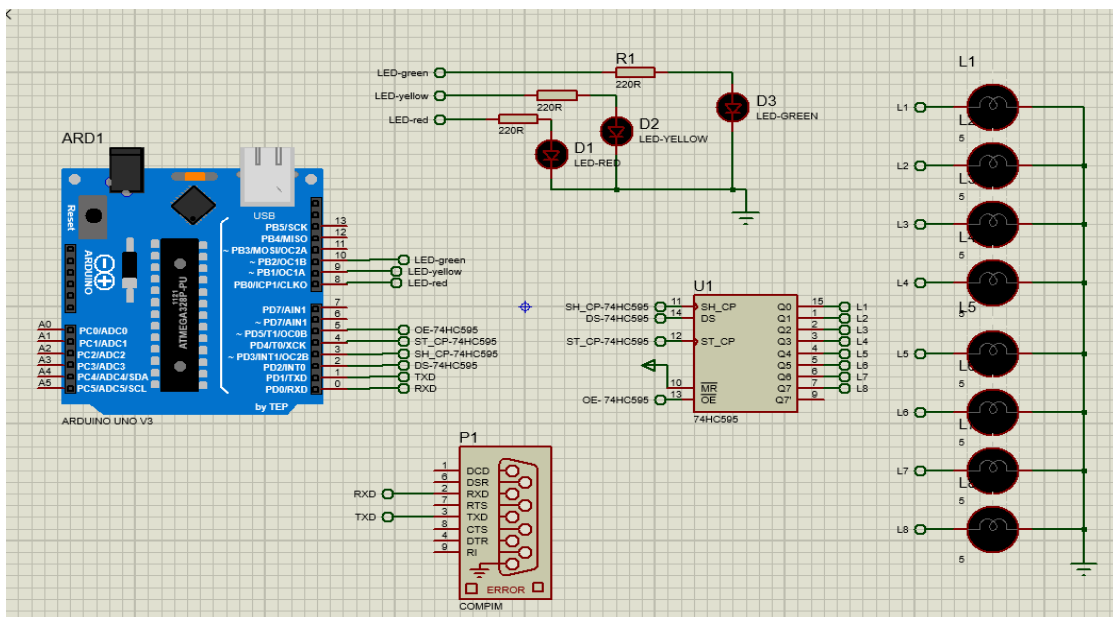 L1
R1
LED-green
220R
LED-yellow
220R
LED-red
220R
D3
LED-GREEN
D2
LED-YELLOW
D1
LED-RED
ARD1
Reset
USB
ARDUINO
1121
ATMEGA328P-PU
PB5/SCK 13
PB4/MISO 12
~ PB3/MOSI/OC2A 11
~ PB2/OC1B 10 LED-green
~ PB1/OC1A 9 LED-yellow
PB0/ICP1/CLKO 8 LED-red
PD7/AIN1 7
~ PD7/AIN1 6
~ PD5/T1/OC0B 5 OE-74HC595
PD4/T0/XCK 4 ST_CP-74HC595
~ PD3/INT1/OC2B 3 SH_CP-74HC595
PD2/INT0 2 DS-74HC595
PD1/TXD 1 TXD
PD0/RXD 0 RXD
A0 PC0/ADC0
A1 PC1/ADC1
A2 PC2/ADC2
A3 PC3/ADC3
A4 PC4/ADC4/SDA
A5 PC5/ADC5/SCL
by TEP
ARDUINO UNO V3
U1
SH_CP-74HC595 11 SH_CP Q0 15 L1
DS-74HC595 14 DS Q1 1 L2
Q2 2 L3
ST_CP-74HC595 12 ST_CP Q3 3 L4
Q4 4 L5
Q5 5 L6
Q6 6 L7
10 MR Q7 7 L8
OE- 74HC595 13 OE Q7' 9
74HC595
P1
1 DCD
6 DSR
RXD 2 RXD
7 RTS
TXD 3 TXD
8 CTS
4 DTR
9 RI
ERROR
COMPIM
L1
5
L2
5
L3
5
L4
L5
5
L5
5
L6
5
L7
5
L8
5